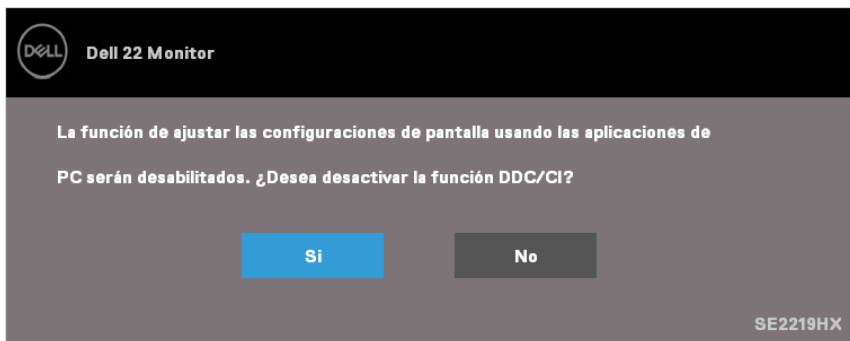 DELL
Dell 22 Monitor
La función de ajustar las configuraciones de pantalla usando las aplicaciones de
PC serán desabilitados. ¿Desea desactivar la función DDC/CI?
Si No
SE2219HX